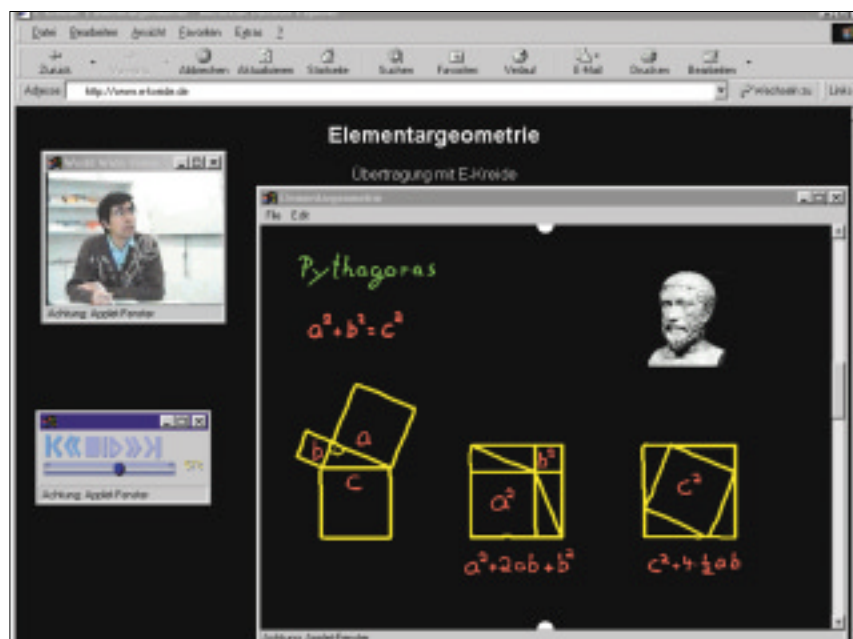 Datei Bearbeiten Ansicht Favoriten Extras ?
Zurück Abbrechen Aktualisieren Startseite Suchen Favoriten Verlauf E-Mail Drucken Bearbeiten
Adresse http://www.e-kreide.de Wechseln zu Links
Elementargeometrie
Übertragung mit E-Kreide
World Wide
Achtung: Applet-Fenster
Elementargeometrie
File Edit
Pythagoras
a²+b²=c²
b a
c
a² b²
c²
a²+2ab+b²
c²+4·½ab
Achtung: Applet-Fenster
Achtung: Applet-Fenster